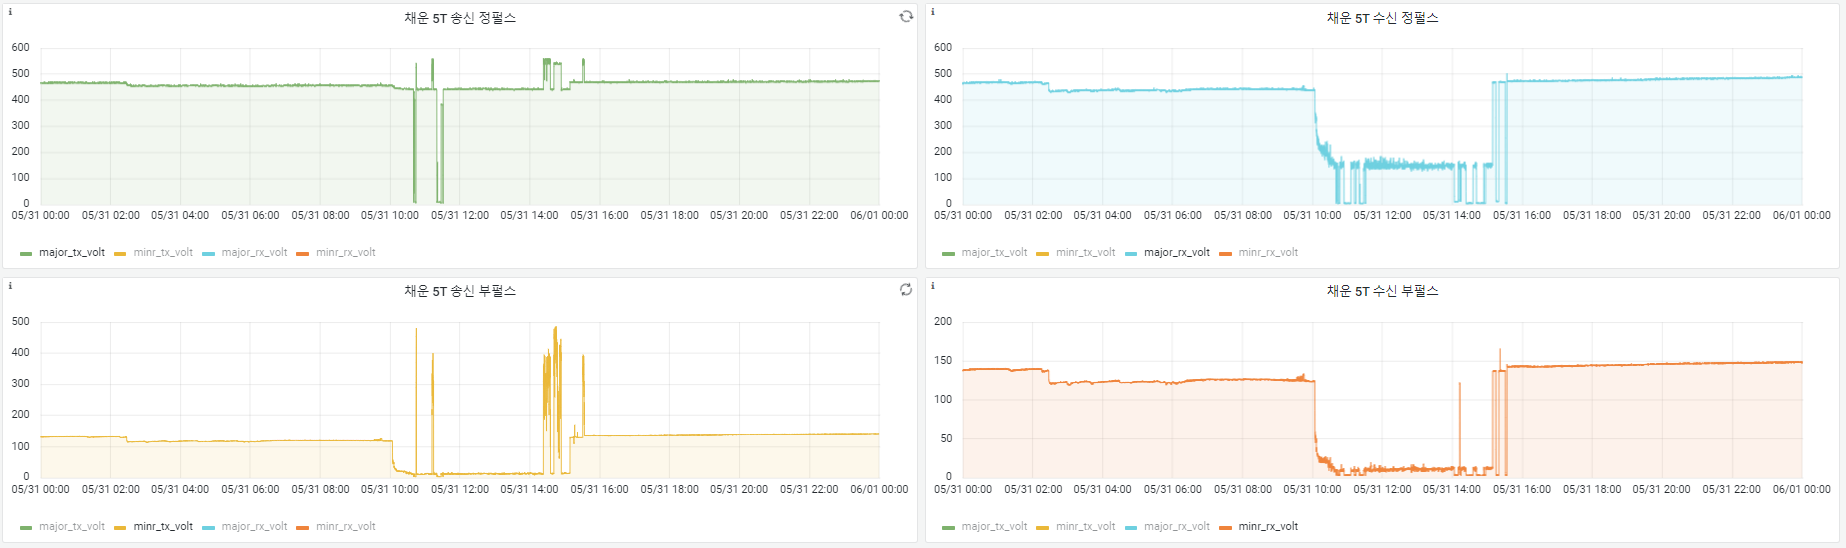 i
채운 5T 송신 정펄스
600
500
400
300
200
100
0
05/31 00:00 05/31 02:00 05/31 04:00 05/31 06:00 05/31 08:00 05/31 10:00 05/31 12:00 05/31 14:00 05/31 16:00 05/31 18:00 05/31 20:00 05/31 22:00 06/01 00:00
major_tx_volt minr_tx_volt major_rx_volt minr_rx_volt
i
채운 5T 수신 정펄스
600
500
400
300
200
100
0
05/31 00:00 05/31 02:00 05/31 04:00 05/31 06:00 05/31 08:00 05/31 10:00 05/31 12:00 05/31 14:00 05/31 16:00 05/31 18:00 05/31 20:00 05/31 22:00 06/01 00:00
major_tx_volt minr_tx_volt major_rx_volt minr_rx_volt
i
채운 5T 송신 부펄스
500
400
300
200
100
0
05/31 00:00 05/31 02:00 05/31 04:00 05/31 06:00 05/31 08:00 05/31 10:00 05/31 12:00 05/31 14:00 05/31 16:00 05/31 18:00 05/31 20:00 05/31 22:00 06/01 00:00
major_tx_volt minr_tx_volt major_rx_volt minr_rx_volt
i
채운 5T 수신 부펄스
200
150
100
50
0
05/31 00:00 05/31 02:00 05/31 04:00 05/31 06:00 05/31 08:00 05/31 10:00 05/31 12:00 05/31 14:00 05/31 16:00 05/31 18:00 05/31 20:00 05/31 22:00 06/01 00:00
major_tx_volt minr_tx_volt major_rx_volt minr_rx_volt